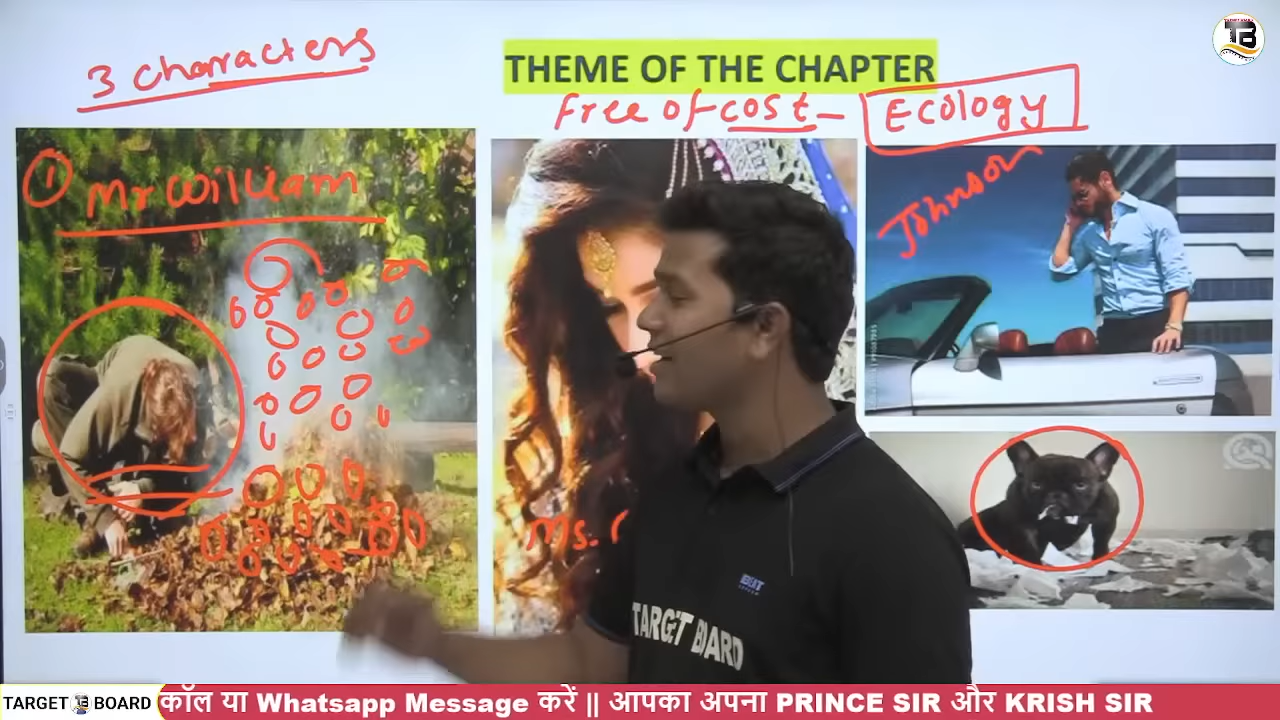 3 characters
THEME OF THE CHAPTER
Free of cost - Ecology
① Mr William
Johnson
Ms.
TARGET BOARD
TARGET BOARD कॉल या Whatsapp Message करें || आपका अपना PRINCE SIR और KRISH SIR